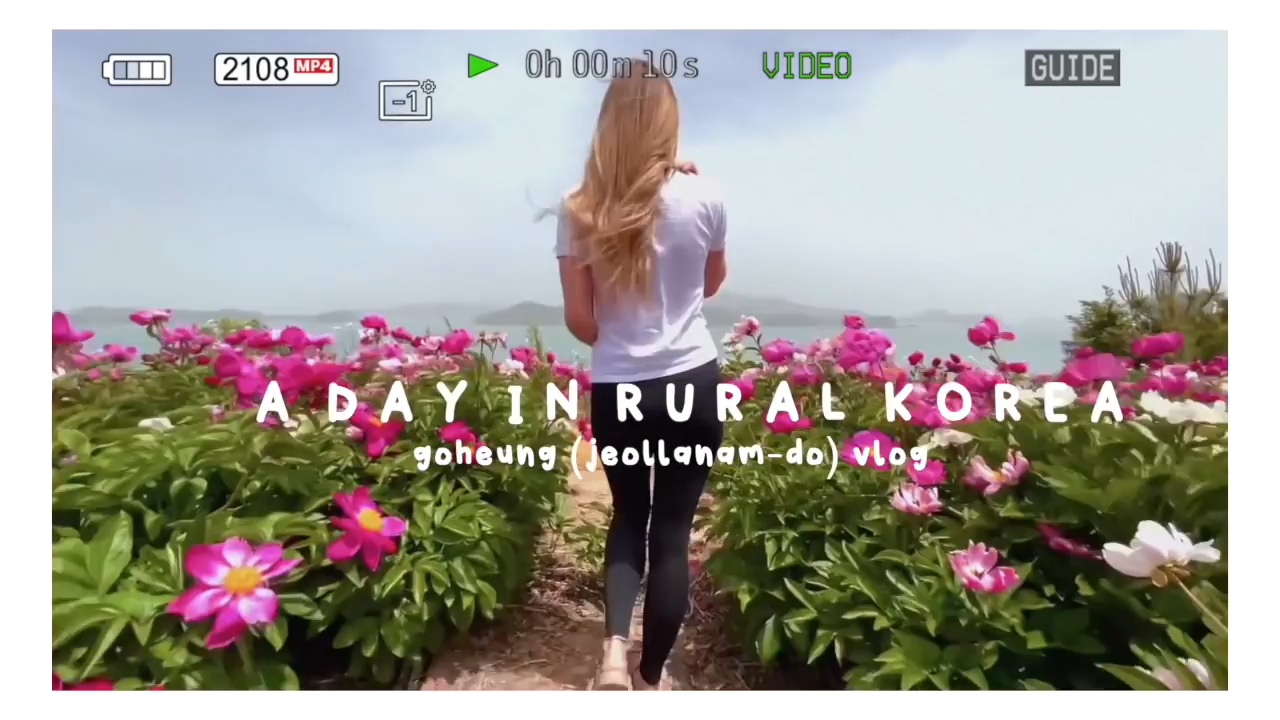 2108 MP4
0h 00m 10s
VIDEO
GUIDE
-1
A DAY IN RURAL KOREA
goheung (jeollanam-do) vlog